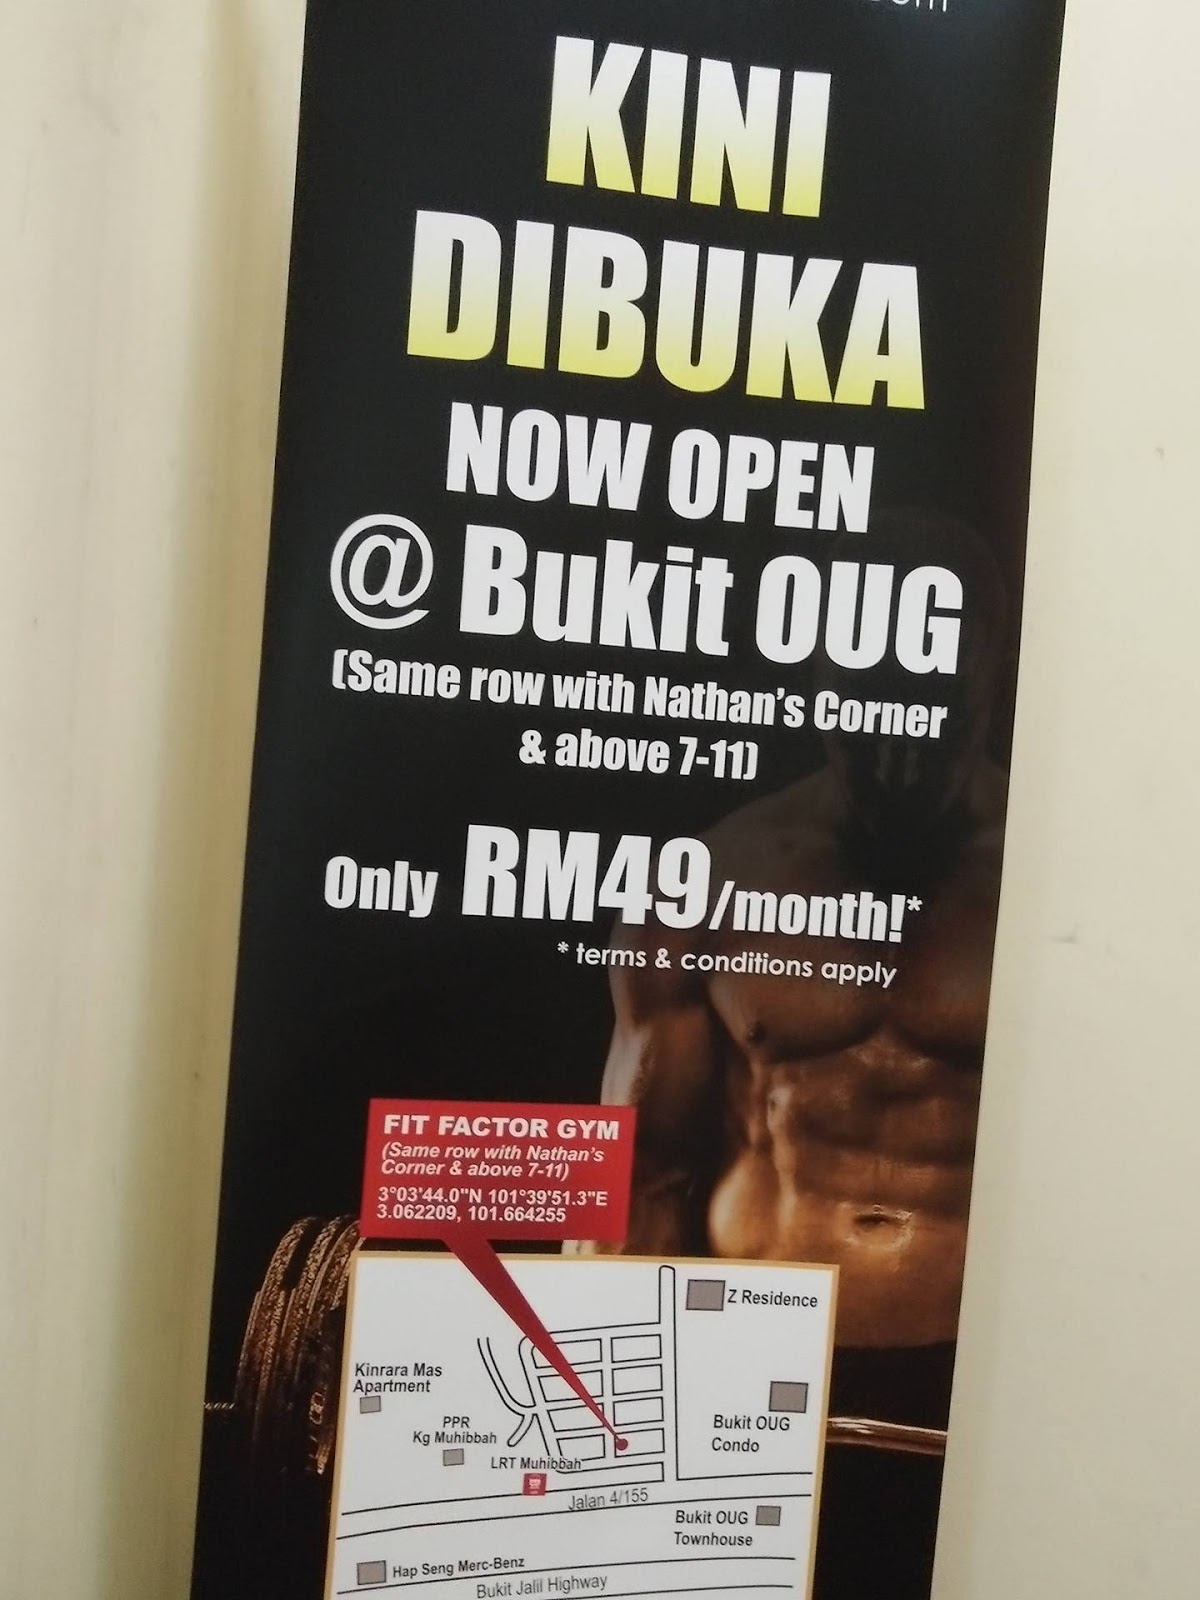 KINI
DIBUKA
NOW OPEN
@ Bukit OUG
(Same row with Nathan's Corner
& above 7-11)
Only RM49/month!*
* terms & conditions apply
FIT FACTOR GYM
(Same row with Nathan's
Corner & above 7-11)
3°03'44.0"N 101°39'51.3"E
3.062209, 101.664255
Z Residence
Kinrara Mas
Apartment
Bukit OUG
Condo
PPR
Kg Muhibbah
LRT Muhibbah
Jalan 4/155
Bukit OUG
Townhouse
Hap Seng Merc-Benz
Bukit Jalil Highway